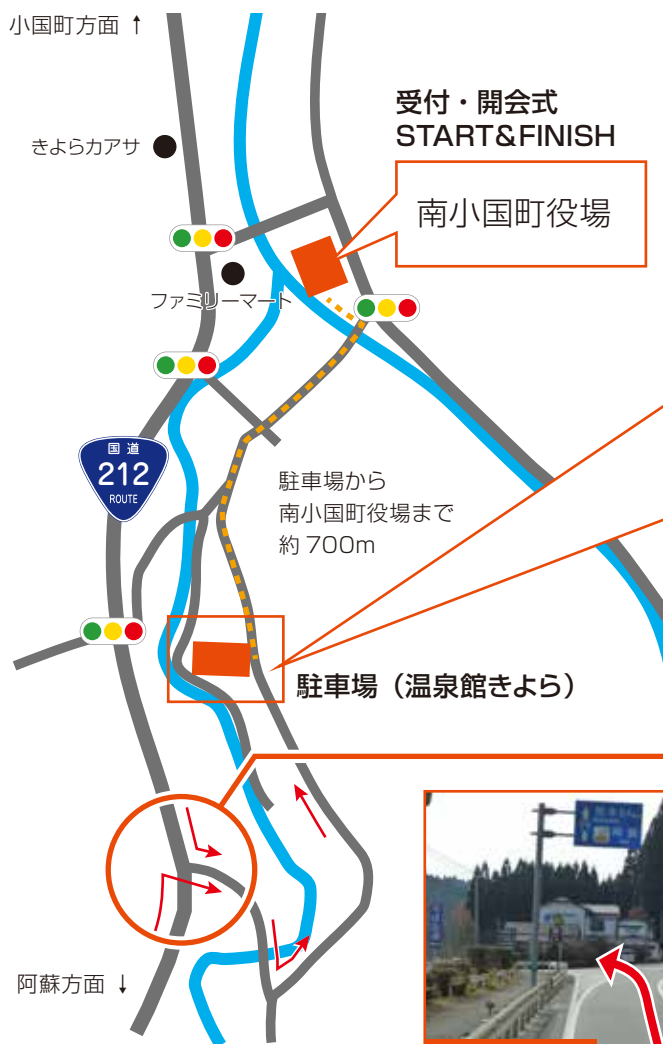 小国町方面 ↑
受付・開会式
START&FINISH
きよらカアサ
南小国町役場
ファミリーマート
国道
212
ROUTE
駐車場から
南小国町役場まで
約 700m
駐車場（温泉館きよら）
阿蘇方面 ↓